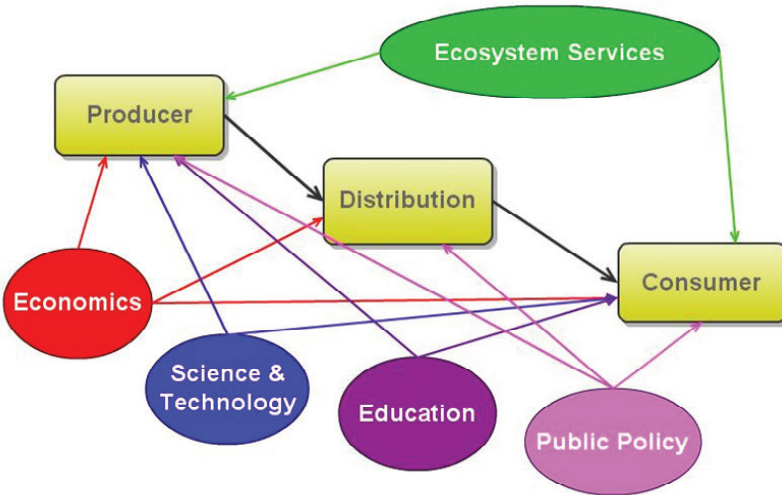 Ecosystem Services
Producer
Distribution
Consumer
Economics
Science &
Technology
Education
Public Policy